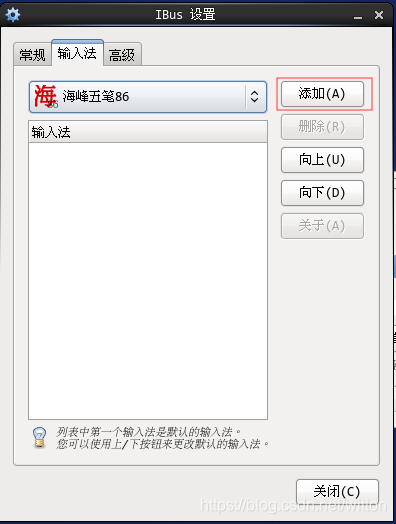 IBus 设置
常规 输入法 高级
海 86 海峰五笔86
添加(A)
输入法
删除(R)
向上(U)
向下(D)
关于(A)
列表中第一个输入法是默认的输入法。
您可以使用上/下按钮来更改默认的输入法。
关闭(C)
https://blog.csdn.net/witton